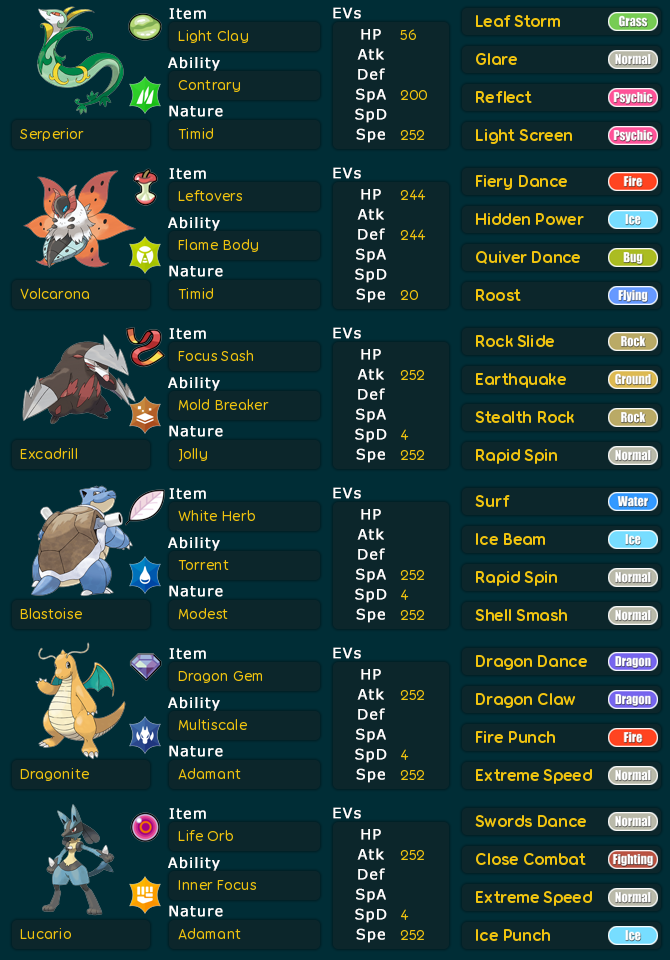 Item
Light Clay
Ability
Contrary
Nature
Timid
Serperior
EVs
HP 56
Atk
Def
SpA 200
SpD
Spe 252
Leaf Storm Grass
Glare Normal
Reflect Psychic
Light Screen Psychic
Item
Leftovers
Ability
Flame Body
Nature
Timid
Volcarona
EVs
HP 244
Atk
Def 244
SpA
SpD
Spe 20
Fiery Dance Fire
Hidden Power Ice
Quiver Dance Bug
Roost Flying
Item
Focus Sash
Ability
Mold Breaker
Nature
Jolly
Excadrill
EVs
HP
Atk 252
Def
SpA
SpD 4
Spe 252
Rock Slide Rock
Earthquake Ground
Stealth Rock Rock
Rapid Spin Normal
Item
White Herb
Ability
Torrent
Nature
Modest
Blastoise
EVs
HP
Atk
Def
SpA 252
SpD 4
Spe 252
Surf Water
Ice Beam Ice
Rapid Spin Normal
Shell Smash Normal
Item
Dragon Gem
Ability
Multiscale
Nature
Adamant
Dragonite
EVs
HP
Atk 252
Def
SpA
SpD 4
Spe 252
Dragon Dance Dragon
Dragon Claw Dragon
Fire Punch Fire
Extreme Speed Normal
Item
Life Orb
Ability
Inner Focus
Nature
Adamant
Lucario
EVs
HP
Atk 252
Def
SpA
SpD 4
Spe 252
Swords Dance Normal
Close Combat Fighting
Extreme Speed Normal
Ice Punch Ice